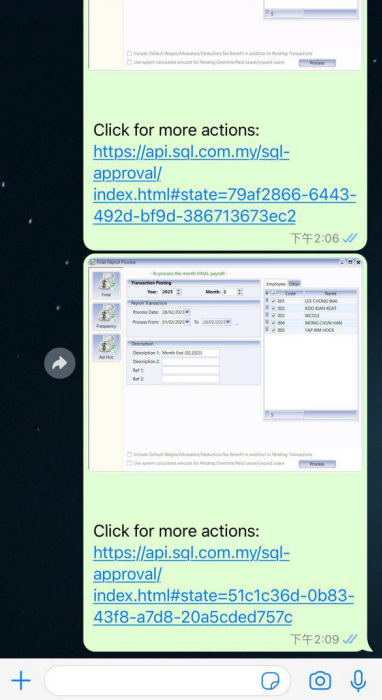 5
Include Default Wages/Allowance/Deduction/Tax Benefit in addition to Pending Transactions
Use system calculated amount for Pending Overtime/Paid Leave/Unpaid Leave
Process
Click for more actions:
https://api.sql.com.my/sql-
approval/
index.html#state=79af2866-6443-
492d-bf9d-386713673ec2
下午2:06
Final Payroll Process
- To process the month FINAL payroll -
Final
Frequency
Ad Hoc
Transaction Posting
Year: 2023 Month: 2
Payroll Transaction
Process Date: 28/02/2023
Process From: 01/02/2023 To 28/02/2023
Description
Description 1: Month End (02,2023)
Description 2:
Ref 1:
Ref 2:
Employee Other
Code Name
001 LEE CHONG WAI
002 KOO KIAN KEAT
003 NICOLE
004 WONG CHUN HAN
005 YAP KIM HOCK
5
Include Default Wages/Allowance/Deduction/Tax Benefit in addition to Pending Transactions
Use system calculated amount for Pending Overtime/Paid Leave/Unpaid Leave
Process
Click for more actions:
https://api.sql.com.my/sql-
approval/
index.html#state=51c1c36d-0b83-
43f8-a7d8-20a5cded757c
下午2:09